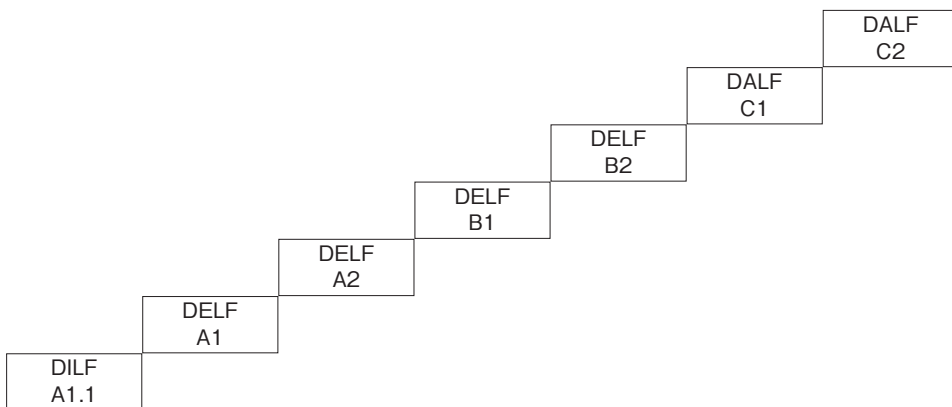 DALF
C2
DALF
C1
DELF
B2
DELF
B1
DELF
A2
DELF
A1
DILF
A1.1